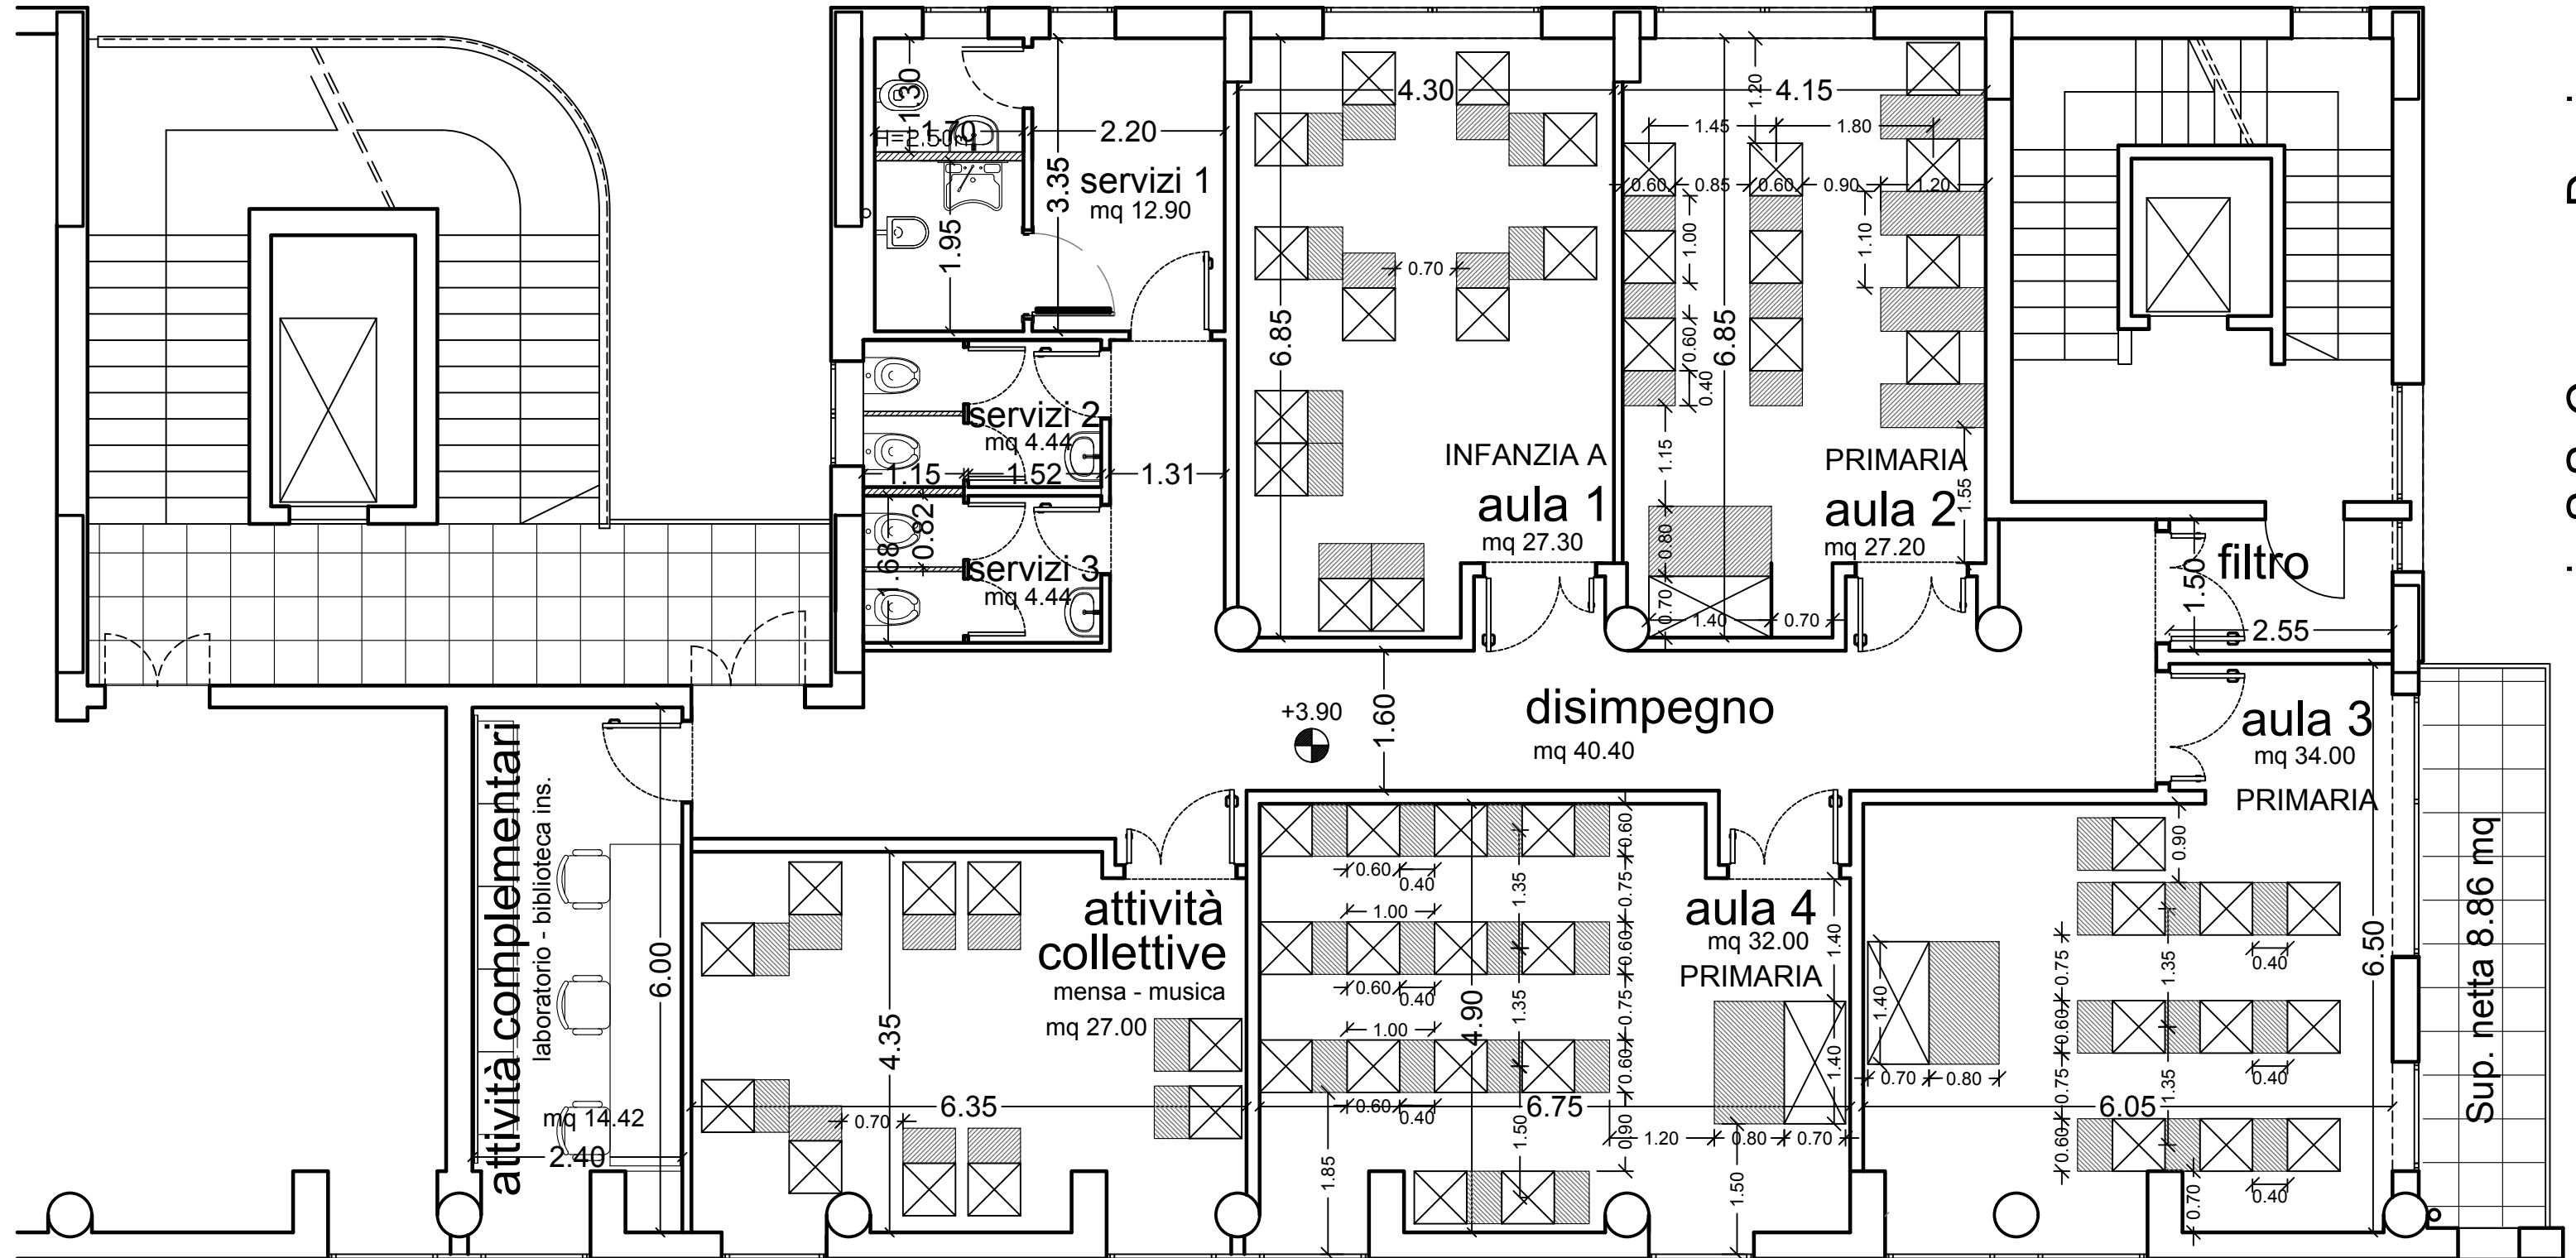 1.30
1.70
H=2.50m
2.20
3.35
servizi 1
mq 12.90
1.95
servizi 2
mq 4.44
1.15
1.52
1.31
0.82
1.68
servizi 3
mq 4.44
4.30
6.85
0.70
INFANZIA A
aula 1
mq 27.30
4.15
1.20
1.45
1.80
0.60
0.85
0.60
0.90
1.20
1.00
1.10
0.60
6.85
0.40
1.15
PRIMARIA
aula 2
mq 27.20
1.55
0.80
0.70
1.40
0.70
filtro
1.50
2.55
disimpegno
mq 40.40
+3.90
1.60
aula 3
mq 34.00
PRIMARIA
attività complementari
laboratorio - biblioteca ins.
mq 14.42
2.40
6.00
attività
collettive
mensa - musica
mq 27.00
4.35
6.35
0.70
0.60
0.40
1.35
0.60
0.75
1.00
0.60
0.40
1.35
0.60
0.75
4.90
1.00
0.60
0.40
0.60
0.90
1.50
1.85
6.75
aula 4
mq 32.00
PRIMARIA
1.40
1.40
1.20
0.80
0.70
1.50
0.90
1.40
0.70
0.80
0.75
0.60
0.75
0.60
1.35
1.35
0.40
0.40
0.40
0.70
6.05
6.50
Sup. netta 8.86 mq